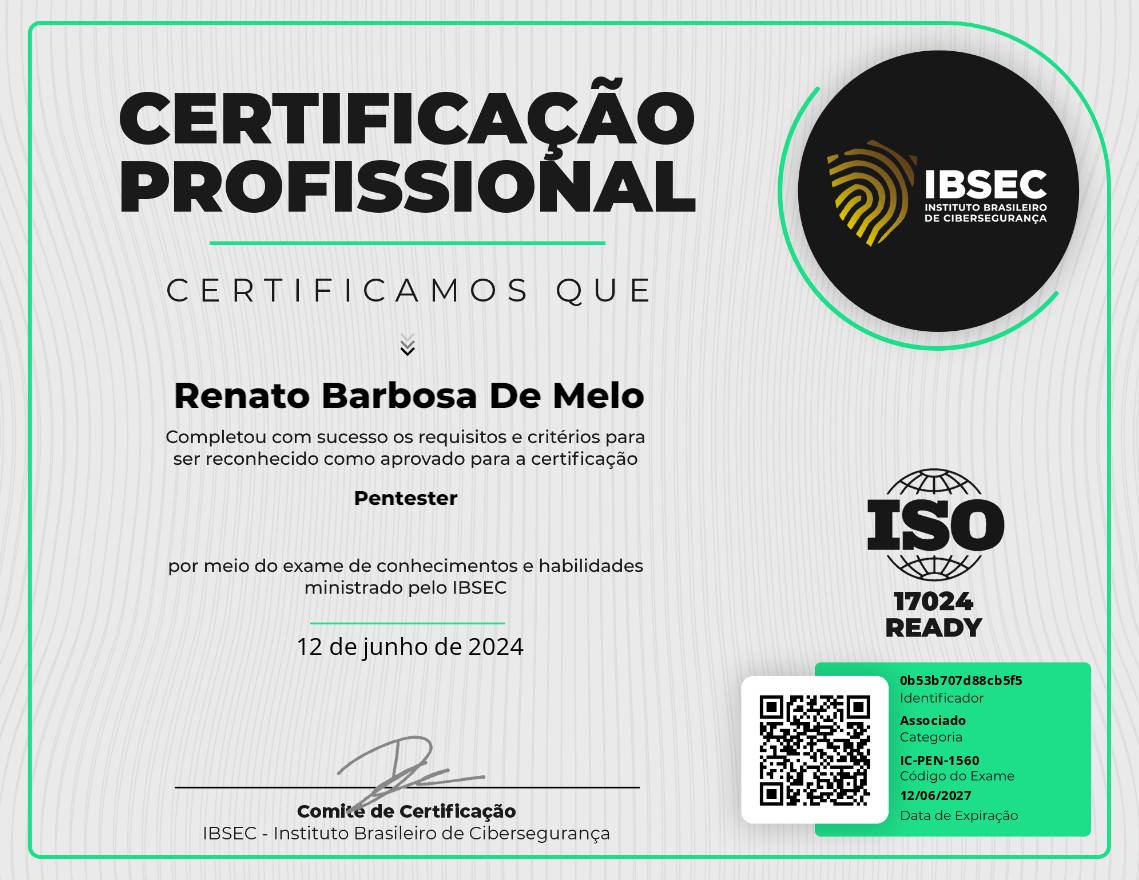 CERTIFICAÇÃO
PROFISSIONAL
CERTIFICAMOS QUE
Renato Barbosa De Melo
Completou com sucesso os requisitos e critérios para
ser reconhecido como aprovado para a certificação
Pentester
por meio do exame de conhecimentos e habilidades
ministrado pelo IBSEC
12 de junho de 2024
Comitê de Certificação
IBSEC - Instituto Brasileiro de Cibersegurança
IBSEC
INSTITUTO BRASILEIRO
DE CIBERSEGURANÇA
ISO
17024
READY
0b53b707d88cb5f5
Identificador
Associado
Categoria
IC-PEN-1560
Código do Exame
12/06/2027
Data de Expiração